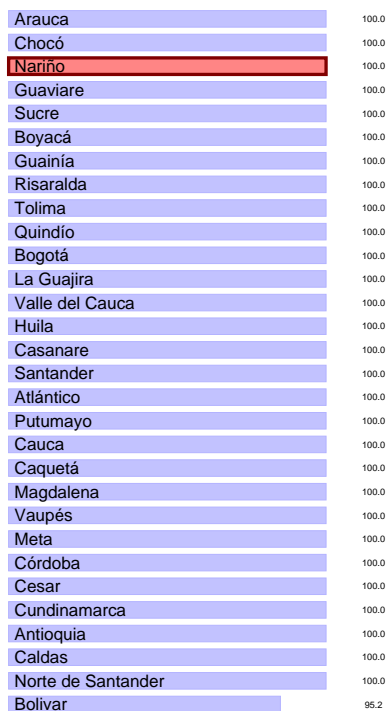 Arauca 100.0
Chocó 100.0
Nariño 100.0
Guaviare 100.0
Sucre 100.0
Boyacá 100.0
Guainía 100.0
Risaralda 100.0
Tolima 100.0
Quindío 100.0
Bogotá 100.0
La Guajira 100.0
Valle del Cauca 100.0
Huila 100.0
Casanare 100.0
Santander 100.0
Atlántico 100.0
Putumayo 100.0
Cauca 100.0
Caquetá 100.0
Magdalena 100.0
Vaupés 100.0
Meta 100.0
Córdoba 100.0
Cesar 100.0
Cundinamarca 100.0
Antioquia 100.0
Caldas 100.0
Norte de Santander 100.0
Bolivar 95.2